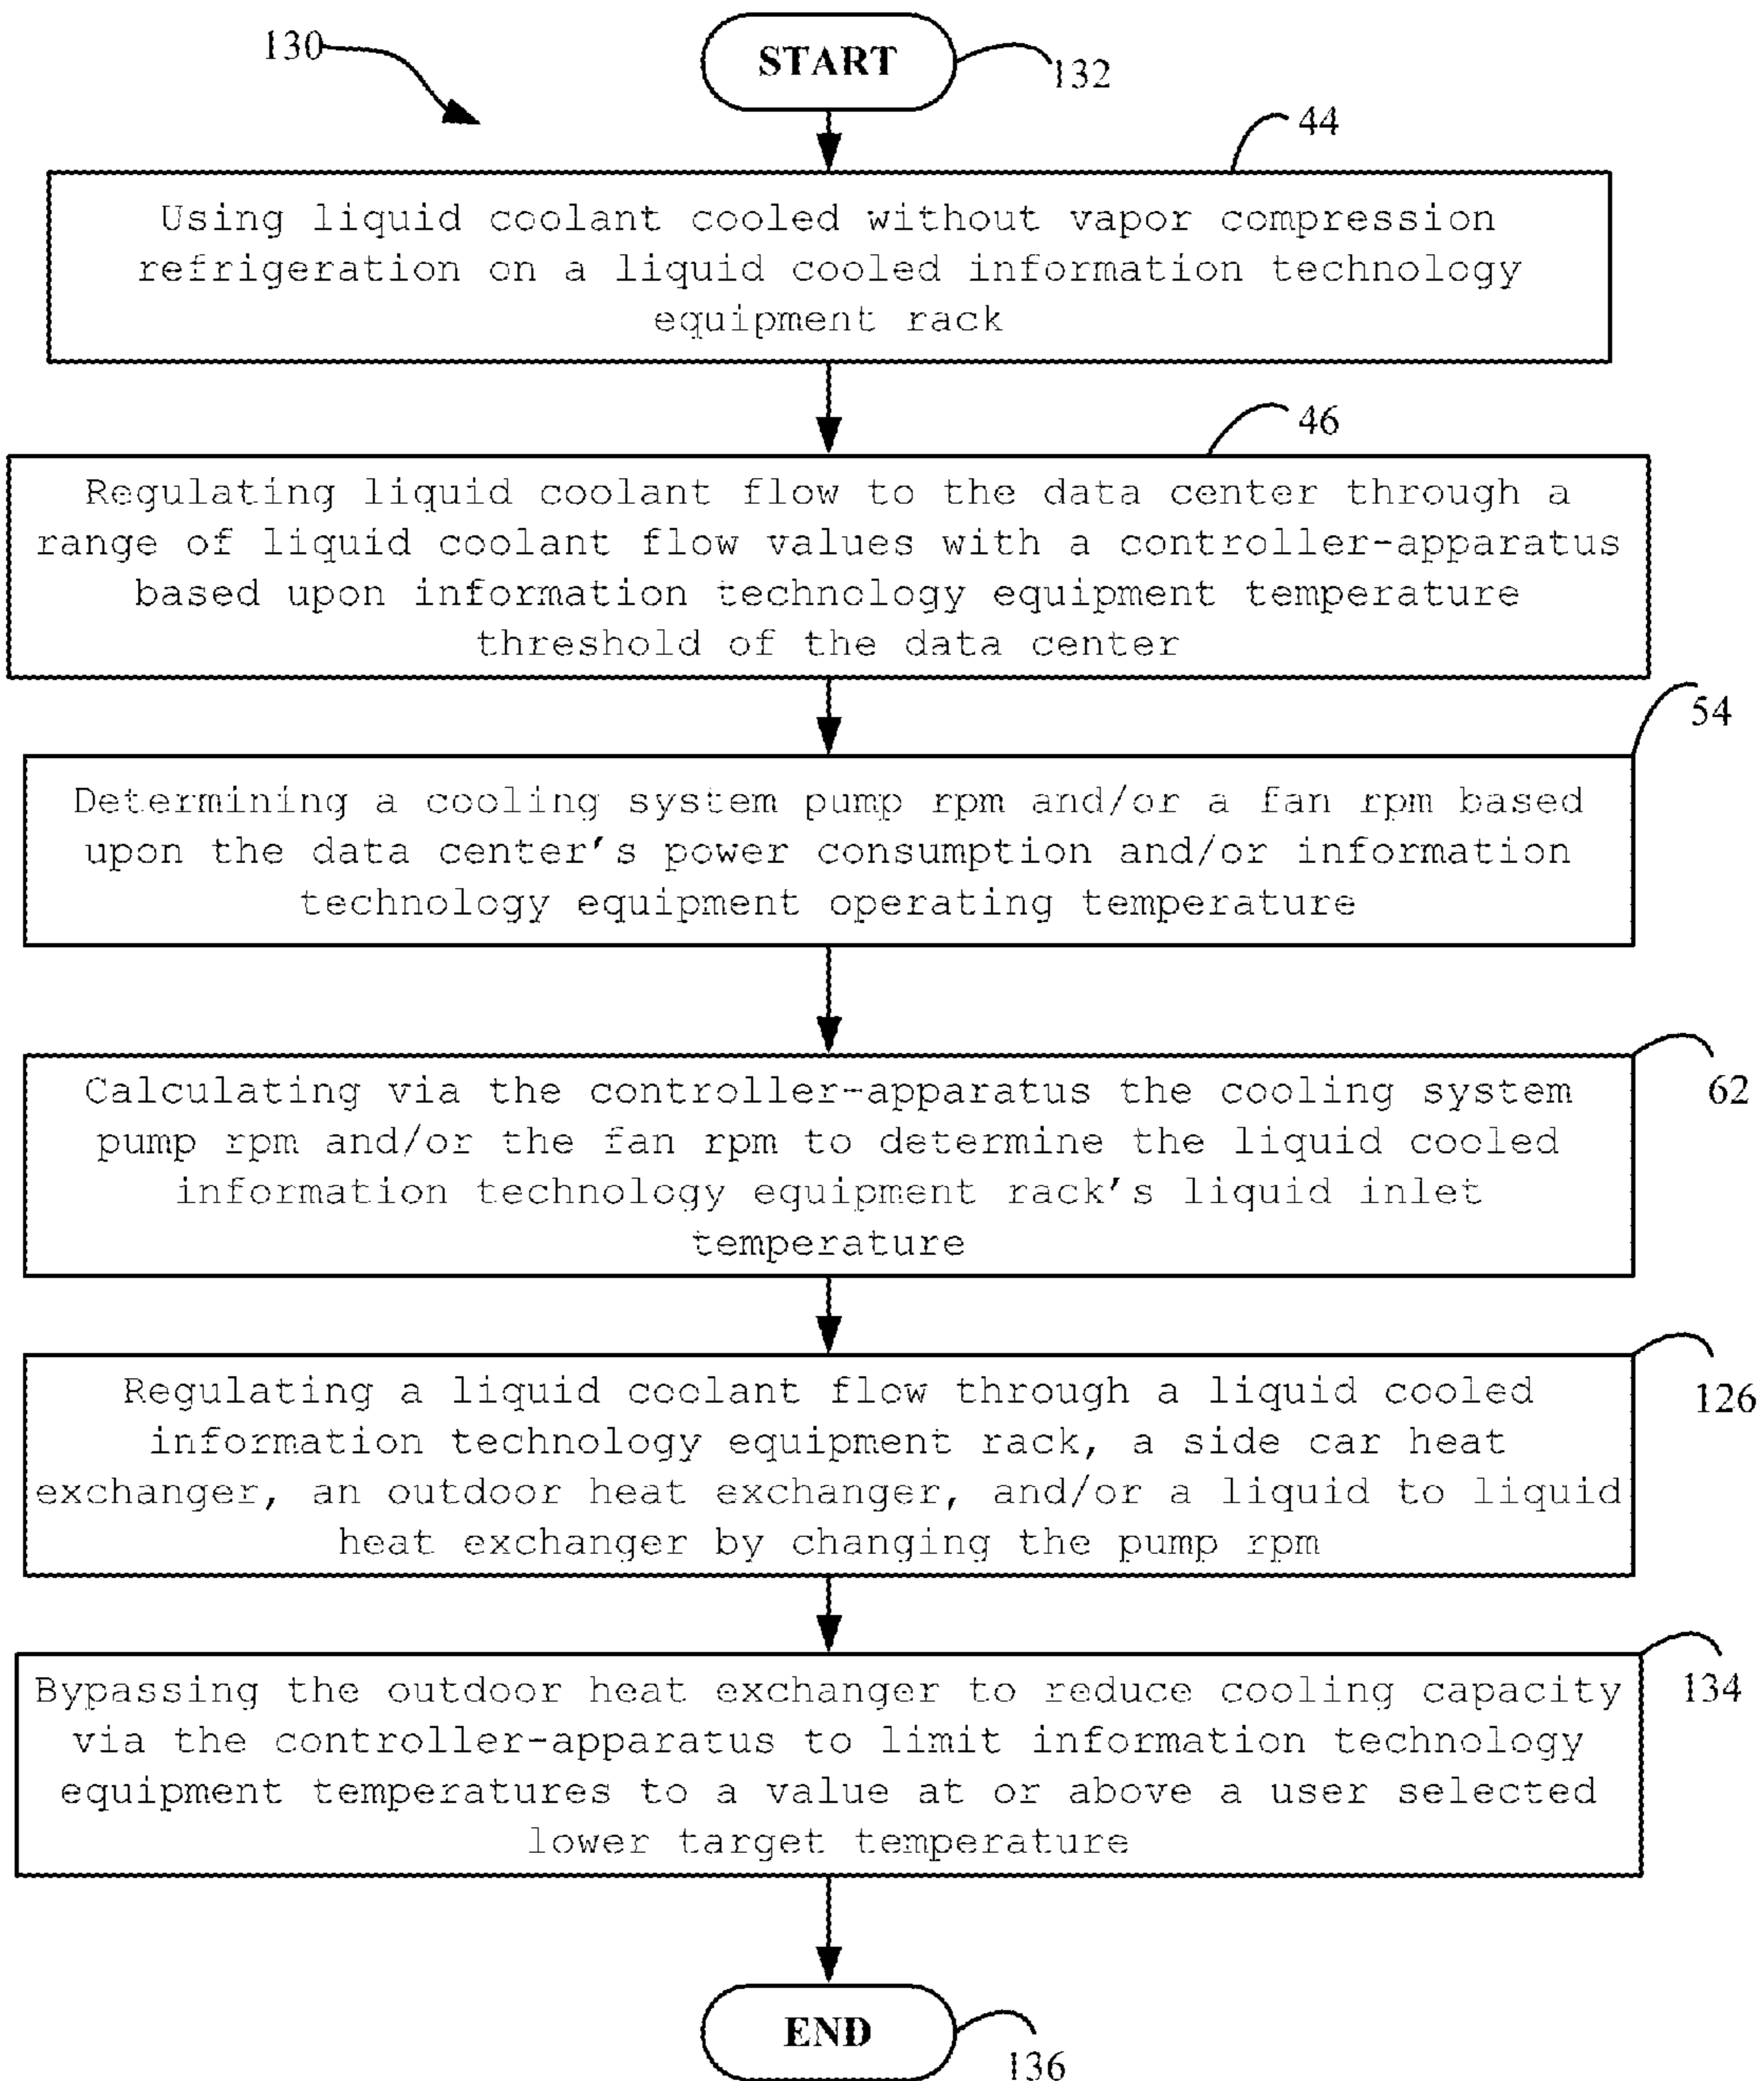 130
START
132
44
Using liquid coolant cooled without vapor compression
refrigeration on a liquid cooled information technology
equipment rack
46
Regulating liquid coolant flow to the data center through a
range of liquid coolant flow values with a controller-apparatus
based upon information technology equipment temperature
threshold of the data center
54
Determining a cooling system pump rpm and/or a fan rpm based
upon the data center's power consumption and/or information
technology equipment operating temperature
62
Calculating via the controller-apparatus the cooling system
pump rpm and/or the fan rpm to determine the liquid cooled
information technology equipment rack's liquid inlet
temperature
126
Regulating a liquid coolant flow through a liquid cooled
information technology equipment rack, a side car heat
exchanger, an outdoor heat exchanger, and/or a liquid to liquid
heat exchanger by changing the pump rpm
134
Bypassing the outdoor heat exchanger to reduce cooling capacity
via the controller-apparatus to limit information technology
equipment temperatures to a value at or above a user selected
lower target temperature
END
136